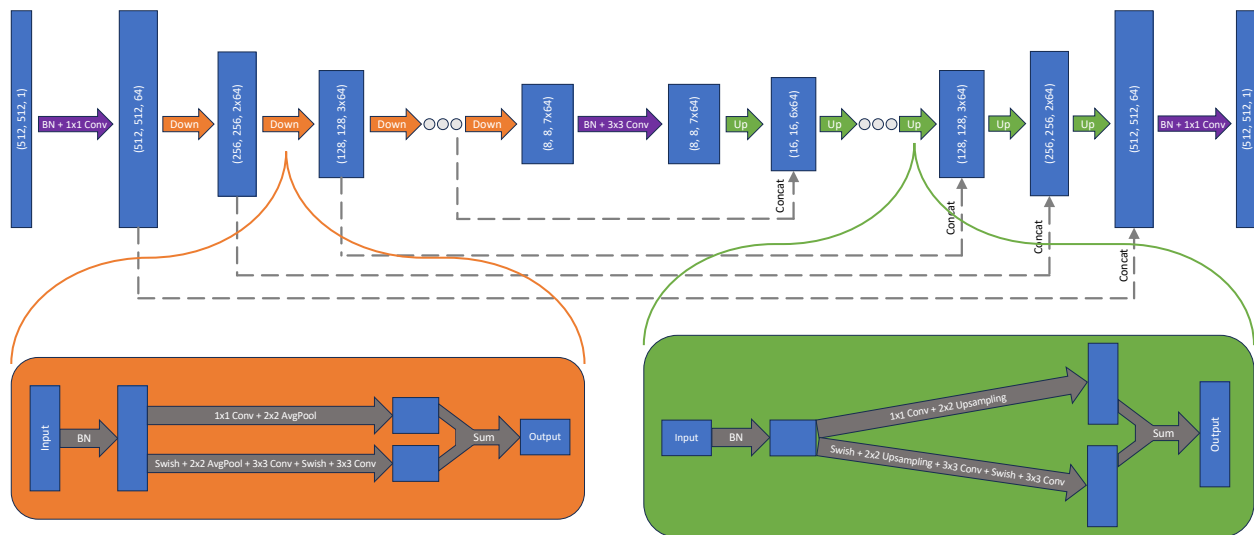 (512, 512, 1)
BN + 1x1 Conv
(512, 512, 64)
Down
(256, 256, 2x64)
Down
(128, 128, 3x64)
Down
Down
(8, 8, 7x64)
BN + 3x3 Conv
(8, 8, 7x64)
Up
(16, 16, 6x64)
Up
Up
(128, 128, 3x64)
Up
(256, 256, 2x64)
Up
(512, 512, 64)
BN + 1x1 Conv
(512, 512, 1)
Concat
Concat
Concat
Concat
Input
BN
1x1 Conv + 2x2 AvgPool
Swish + 2x2 AvgPool + 3x3 Conv + Swish + 3x3 Conv
Sum
Output
Input
BN
1x1 Conv + 2x2 Upsampling
Swish + 2x2 Upsampling + 3x3 Conv + Swish + 3x3 Conv
Sum
Output